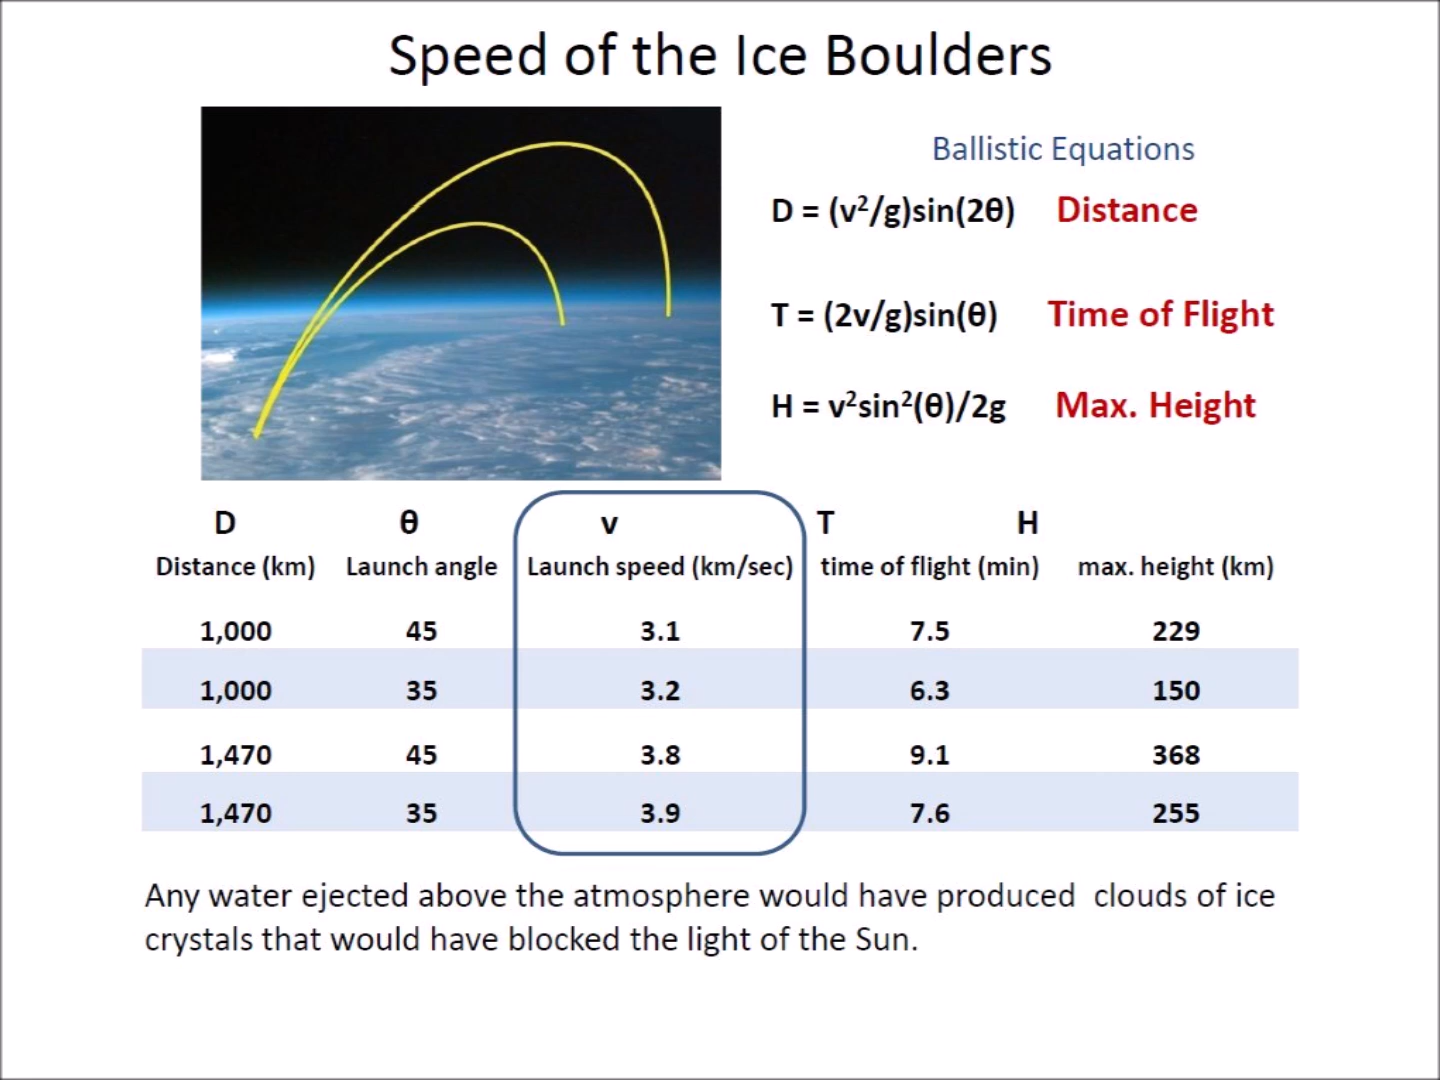 Speed of the Ice Boulders
Ballistic Equations
D = (v²/g)sin(2θ) Distance
T = (2v/g)sin(θ) Time of Flight
H = v²sin²(θ)/2g Max. Height
D θ v T H
Distance (km) Launch angle Launch speed (km/sec) time of flight (min) max. height (km)
1,000 45 3.1 7.5 229
1,000 35 3.2 6.3 150
1,470 45 3.8 9.1 368
1,470 35 3.9 7.6 255
Any water ejected above the atmosphere would have produced clouds of ice
crystals that would have blocked the light of the Sun.